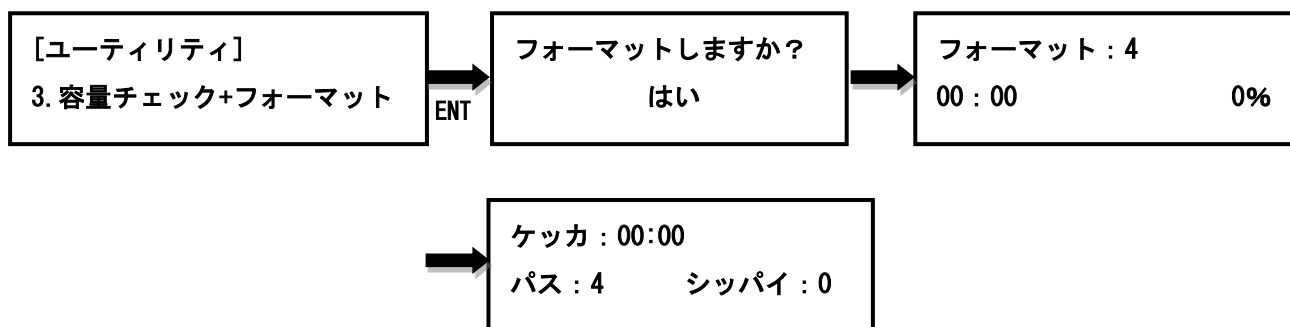 [ユーティリティ]
3.容量チェック+フォーマット
ENT
フォーマットしますか？
はい
フォーマット：4
00：00 0%
ケッカ：00:00
パス：4 シッパイ：0